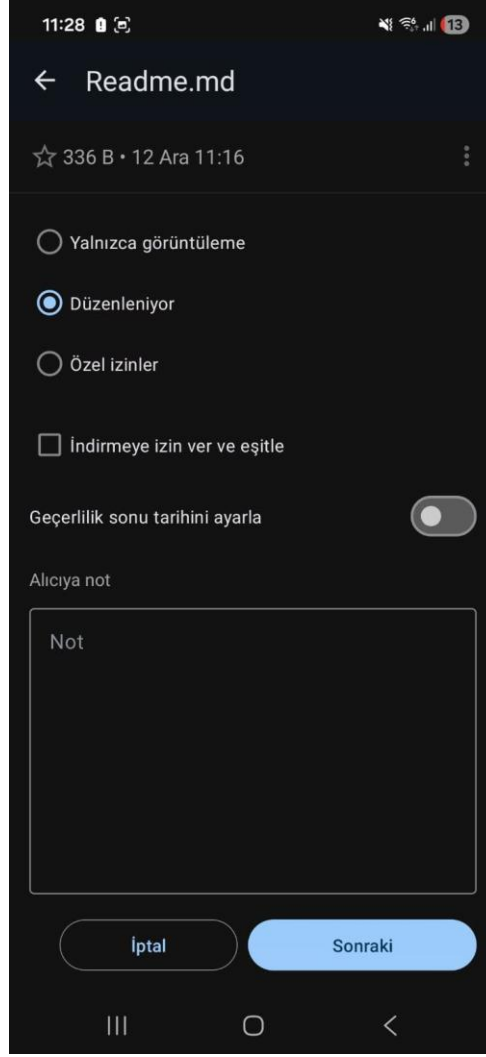 11:28
13
Readme.md
336 B • 12 Ara 11:16
Yalnızca görüntüleme
Düzenleniyor
Özel izinler
İndirmeye izin ver ve eşitle
Geçerlilik sonu tarihini ayarla
Alıcıya not
Not
İptal
Sonraki